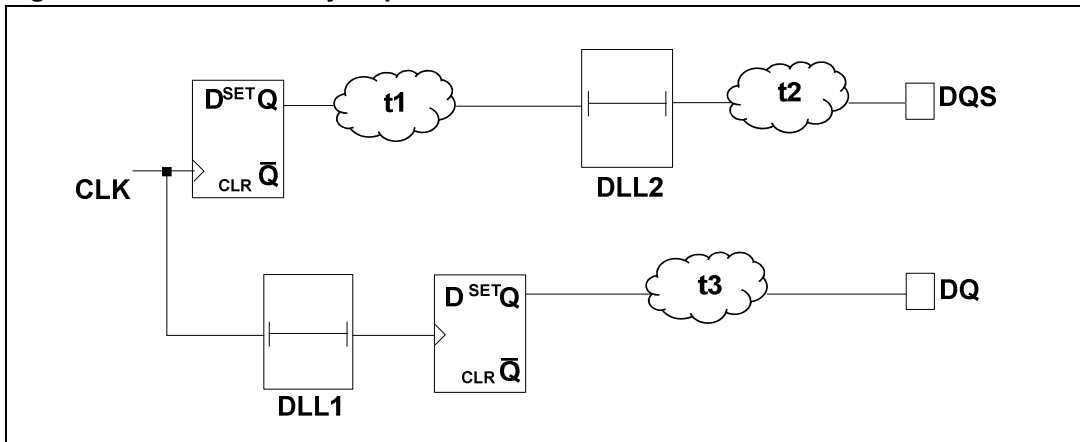 D SET Q
t1
t2
DQS
CLR Q̅
CLK
DLL2
D SET Q
t3
DQ
CLR Q̅
DLL1